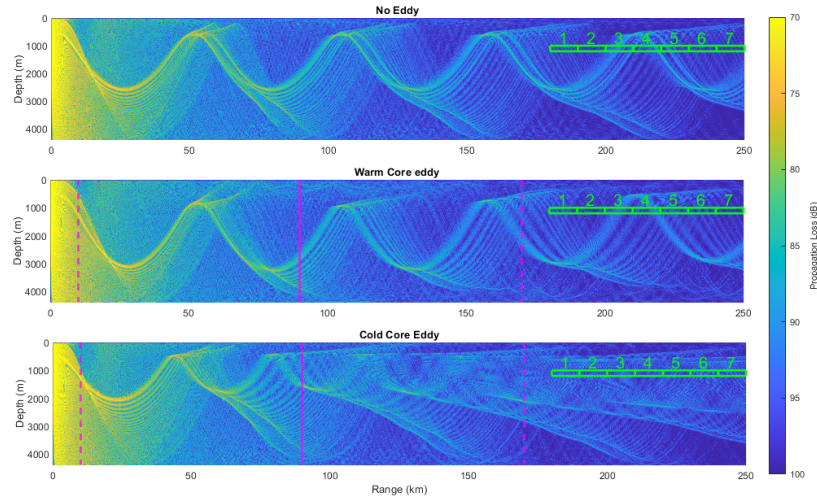 No Eddy
0
1000
2000
3000
4000
Depth (m)
1 2 3 4 5 6 7
0 50 100 150 200 250
Warm Core eddy
0
1000
2000
3000
4000
Depth (m)
1 2 3 4 5 6 7
0 50 100 150 200 250
Cold Core Eddy
0
1000
2000
3000
4000
Depth (m)
1 2 3 4 5 6 7
0 50 100 150 200 250
Range (km)
70
75
80
85
90
95
100
Propagation Loss (dB)